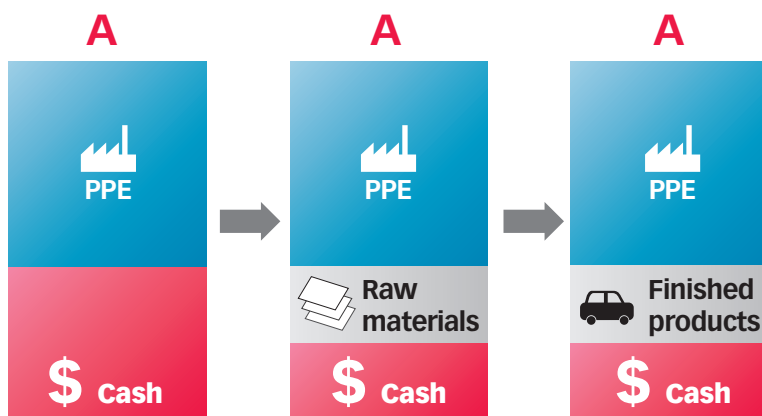 A
PPE
$ Cash
A
PPE
Raw
materials
$ Cash
A
PPE
Finished
products
$ Cash